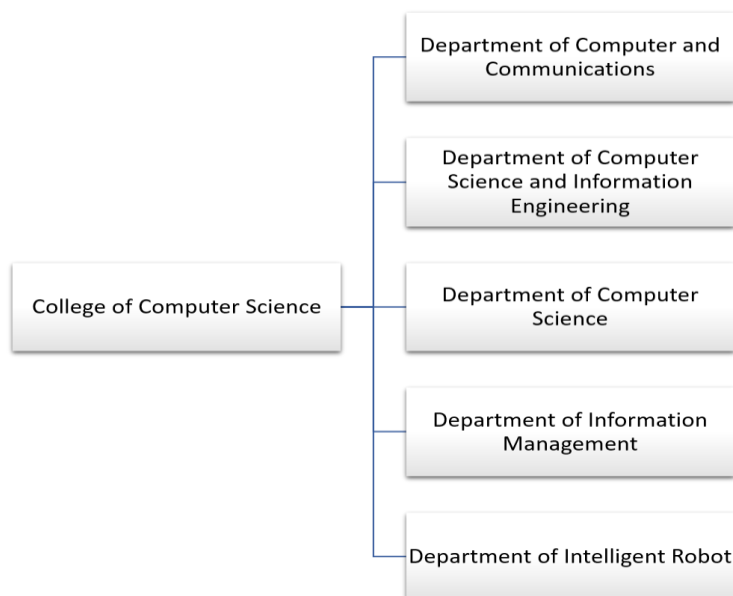 Department of Computer and
Communications
Department of Computer
Science and Information
Engineering
College of Computer Science
Department of Computer
Science
Department of Information
Management
Department of Intelligent Robot